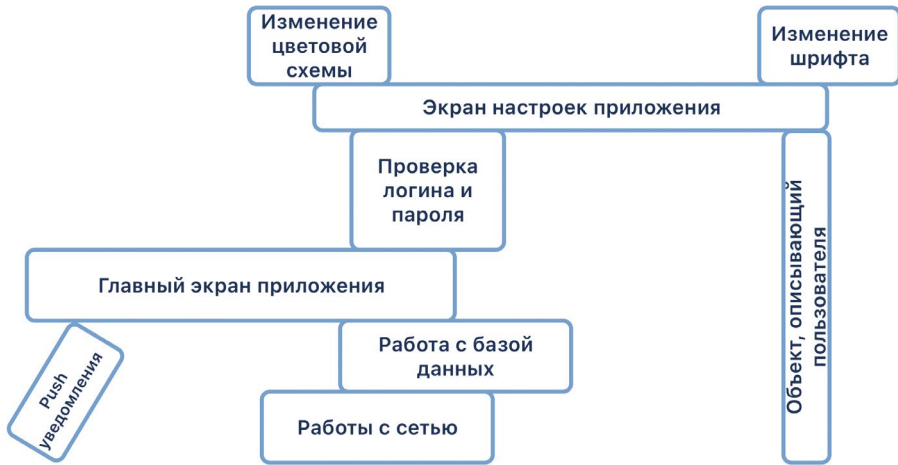 Изменение
цветовой
схемы
Изменение
шрифта
Экран настроек приложения
Проверка
логина и
пароля
Объект, описывающий
пользователя
Главный экран приложения
Работа с базой
данных
Push
уведомления
Работы с сетью